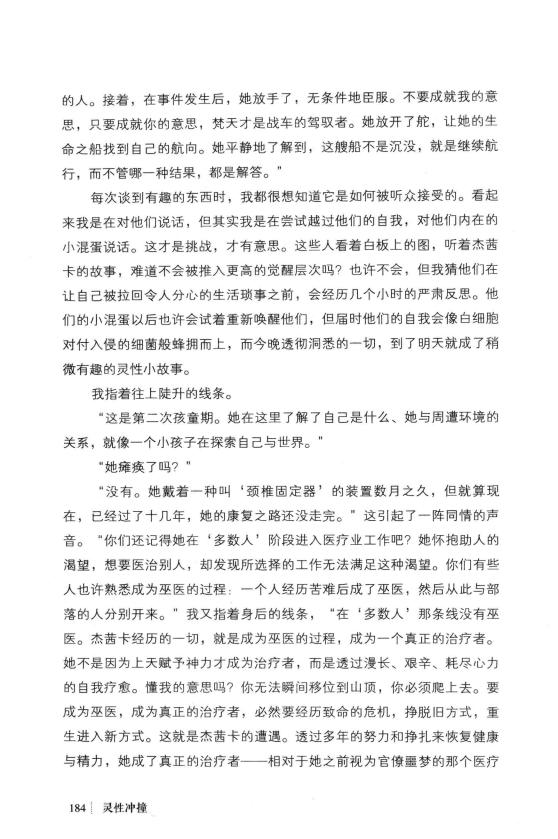 的人。接着，在事件发生后，她放手了，无条件地臣服。不要成就我的意
思，只要成就你的意思，梵天才是战车的驾驭者。她放开了舵，让她的生
命之船找到自己的航向。她平静地了解到，这艘船不是沉没，就是继续航
行，而不管哪一种结果，都是解答。”
每次谈到有趣的东西时，我都很想知道它是如何被听众接受的。看起
来我是在对他们说话，但其实我是在尝试越过他们的自我，对他们内在的
小混蛋说话。这才是挑战，才有意思。这些人看着白板上的图，听着杰茜
卡的故事，难道不会被推入更高的觉醒层次吗？也许不会，但我猜他们在
让自己被拉回令人分心的生活琐事之前，会经历几个小时的严肃反思。他
们的小混蛋以后也许会试着重新唤醒他们，但届时他们的自我会像白细胞
对付入侵的细菌般蜂拥而上，而今晚透彻洞悉的一切，到了明天就成了稍
微有趣的灵性小故事。
我指着往上陡升的线条。
“这是第二次孩童期。她在这里了解了自己是什么、她与周遭环境的
关系，就像一个小孩子在探索自己与世界。”
“她瘫痪了吗？”
“没有。她戴着一种叫‘颈椎固定器’的装置数月之久，但就算现
在，已经过了十几年，她的康复之路还没走完。”这引起了一阵同情的声
音。“你们还记得她在‘多数人’阶段进入医疗业工作吧？她怀抱助人的
渴望，想要医治别人，却发现所选择的工作无法满足这种渴望。你们有些
人也许熟悉成为巫医的过程：一个人经历苦难后成了巫医，然后从此与部
落的人分别开来。”我又指着身后的线条，“在‘多数人’那条线没有巫
医。杰茜卡经历的一切，就是成为巫医的过程，成为一个真正的治疗者。
她不是因为上天赋予神力才成为治疗者，而是透过漫长、艰辛、耗尽心力
的自我疗愈。懂我的意思吗？你无法瞬间移位到山顶，你必须爬上去。要
成为巫医，成为真正的治疗者，必然要经历致命的危机，挣脱旧方式，重
生进入新方式。这就是杰茜卡的遭遇。透过多年的努力和挣扎来恢复健康
与精力，她成了真正的治疗者——相对于她之前视为官僚噩梦的那个医疗
184 灵性冲撞